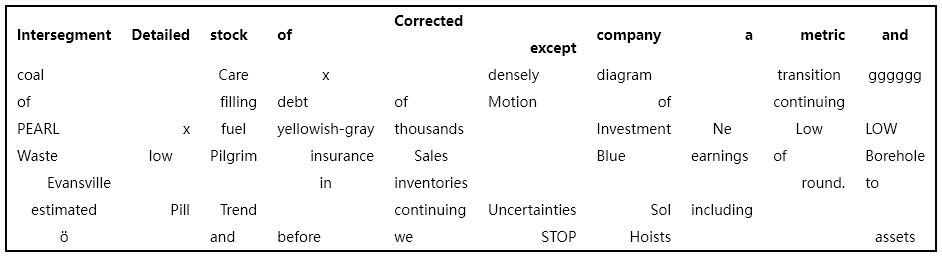 Intersegment Detailed stock of Corrected except company a metric and
coal Care x densely diagram transition gggggg
of filling debt of Motion of continuing
PEARL x fuel yellowish-gray thousands Investment Ne Low LOW
Waste low Pilgrim insurance Sales Blue earnings of Borehole
Evansville in inventories round. to
estimated Pill Trend continuing Uncertainties Sol including
ö and before we STOP Hoists assets